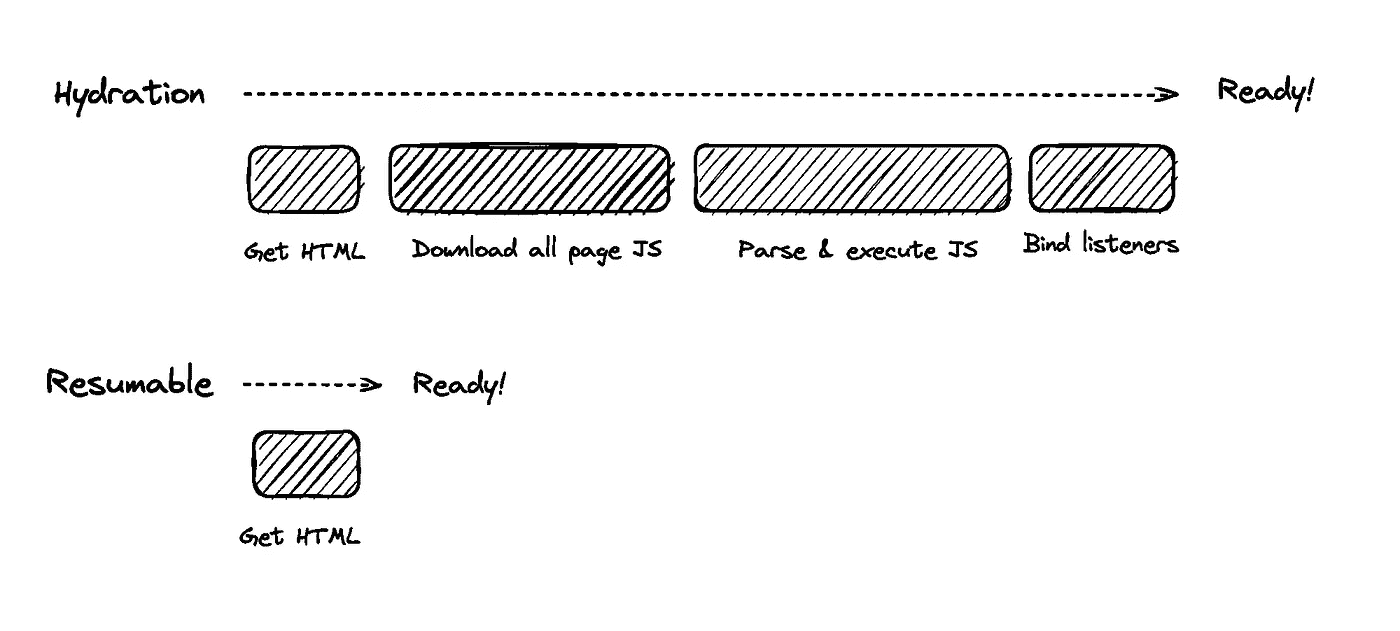 Hydration
Ready!
Get HTML
Download all page JS
Parse & execute JS
Bind listeners
Resumable
Ready!
Get HTML